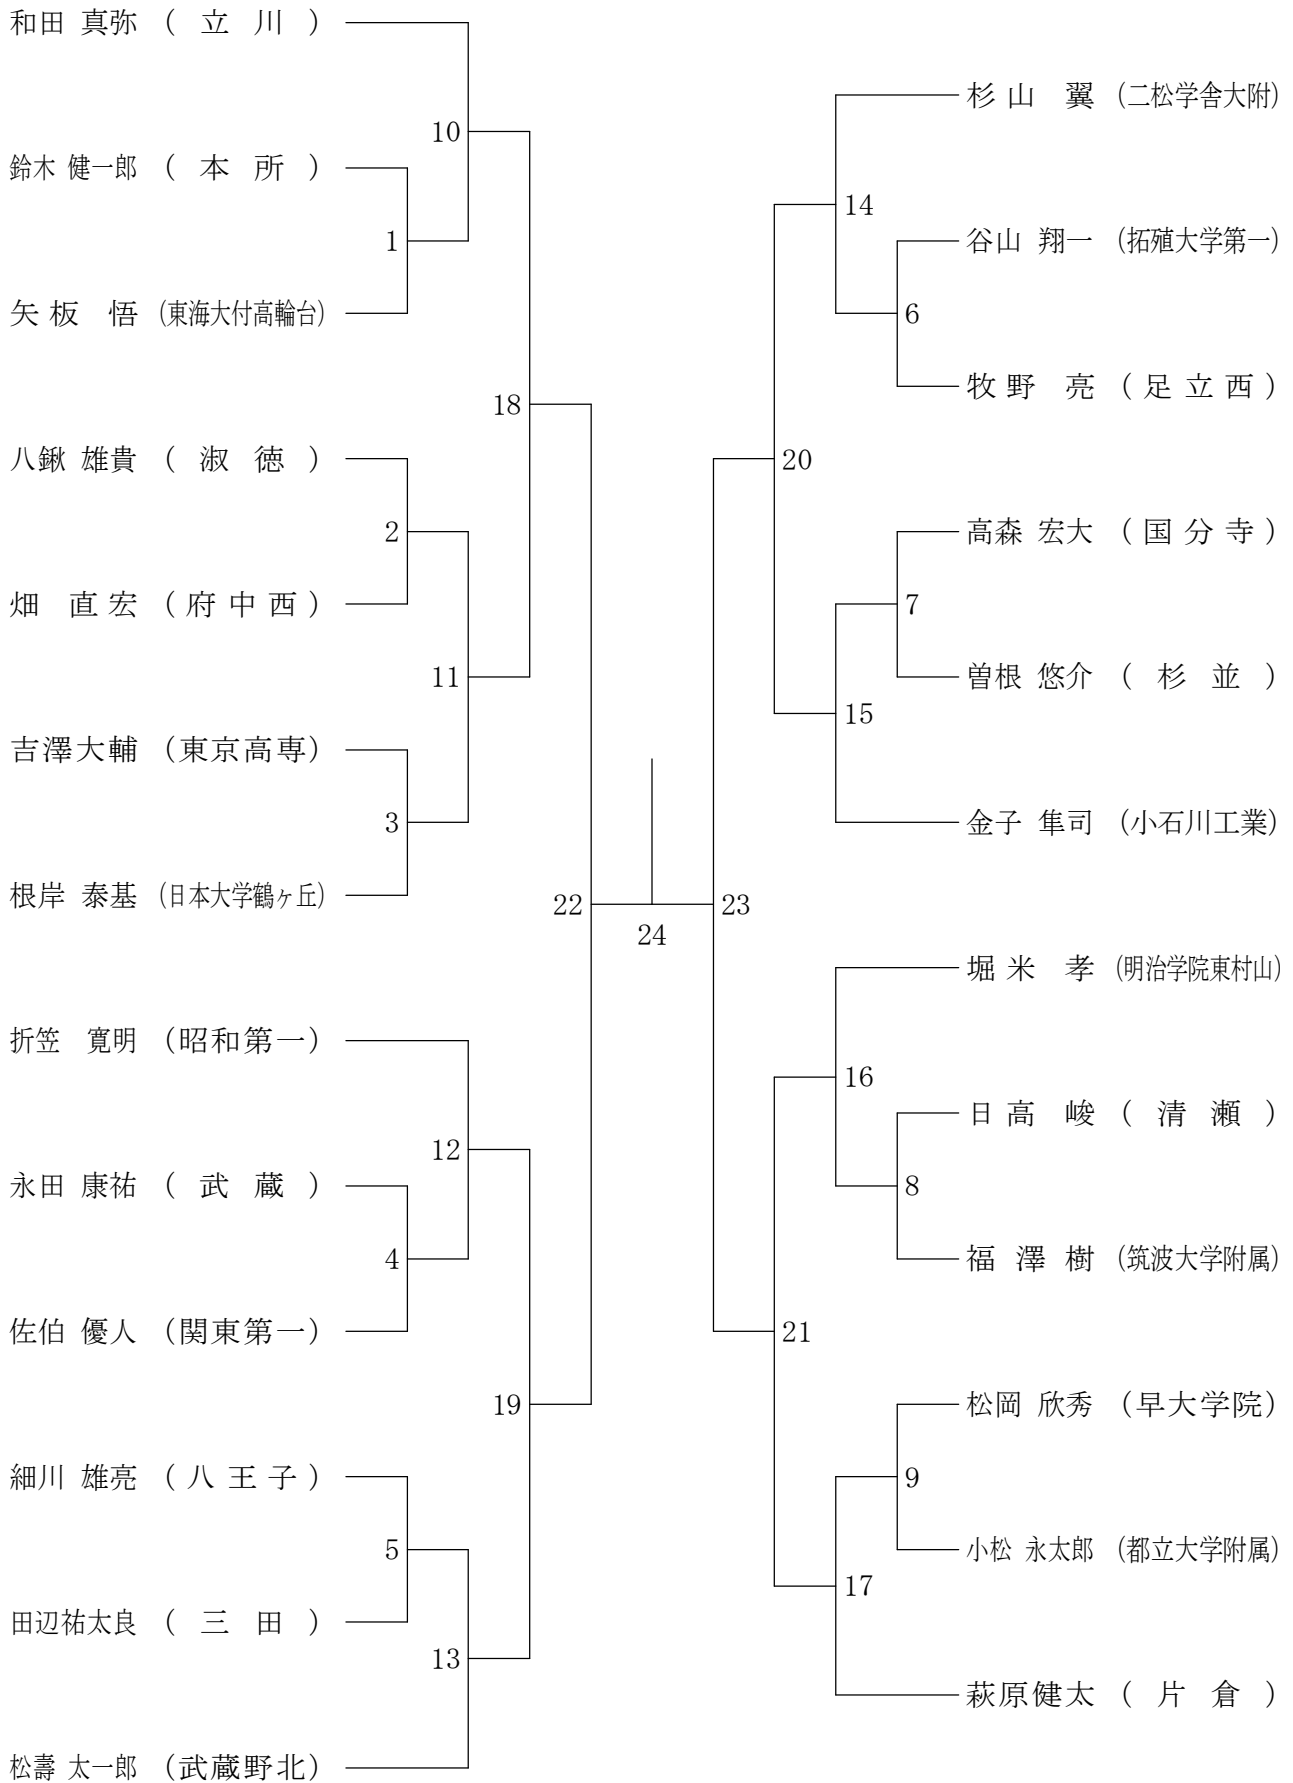 和田 真弥 (立川)
10
鈴木 健一郎 (本所)
1
矢板 悟 (東海大付高輪台)
18
八鍬 雄貴 (淑徳)
2
畑 直宏 (府中西)
11
吉澤大輔 (東京高専)
3
根岸 泰基 (日本大学鶴ヶ丘)
22
折笠 寛明 (昭和第一)
12
永田 康祐 (武蔵)
4
佐伯 優人 (関東第一)
19
細川 雄亮 (八王子)
5
田辺祐太良 (三田)
13
松壽 太一郎 (武蔵野北)
24
杉山 翼 (二松学舎大附)
14
谷山 翔一 (拓殖大学第一)
6
牧野 亮 (足立西)
20
高森 宏大 (国分寺)
7
曽根 悠介 (杉並)
15
金子 隼司 (小石川工業)
23
堀米 孝 (明治学院東村山)
16
日高 峻 (清瀬)
8
福澤 樹 (筑波大学附属)
21
松岡 欣秀 (早大学院)
9
小松 永太郎 (都立大学附属)
17
萩原健太 (片倉)